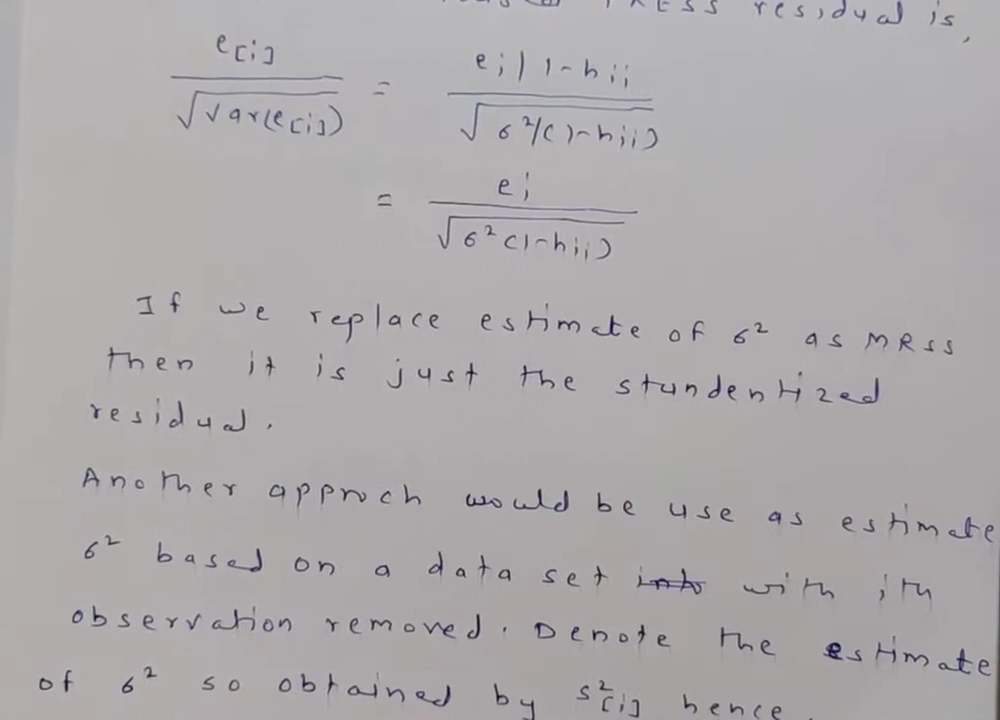 PRESS residual is,
e[i] / √Var(e[i]) = ei/1-hii / √σ²/(1-hii)
= ei / √σ²(1-hii)
If we replace estimate of σ² as MRSS
then it is just the stundentized
residual.
Another approch would be use as estimate
σ² based on a data set into with ith
observation removed. Denote the estimate
of σ² so obtained by S²[i] hence,